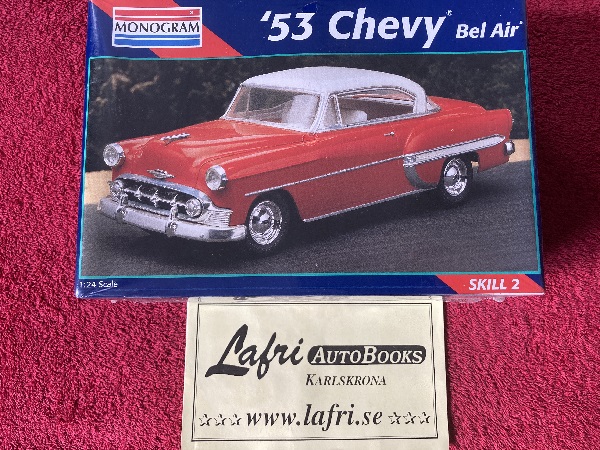 MONOGRAM
'53 Chevy® Bel Air®
1:24 Scale
SKILL 2
Lafri AUTOBOOKS
KARLSKRONA
☆☆☆ www.lafri.se ☆☆☆